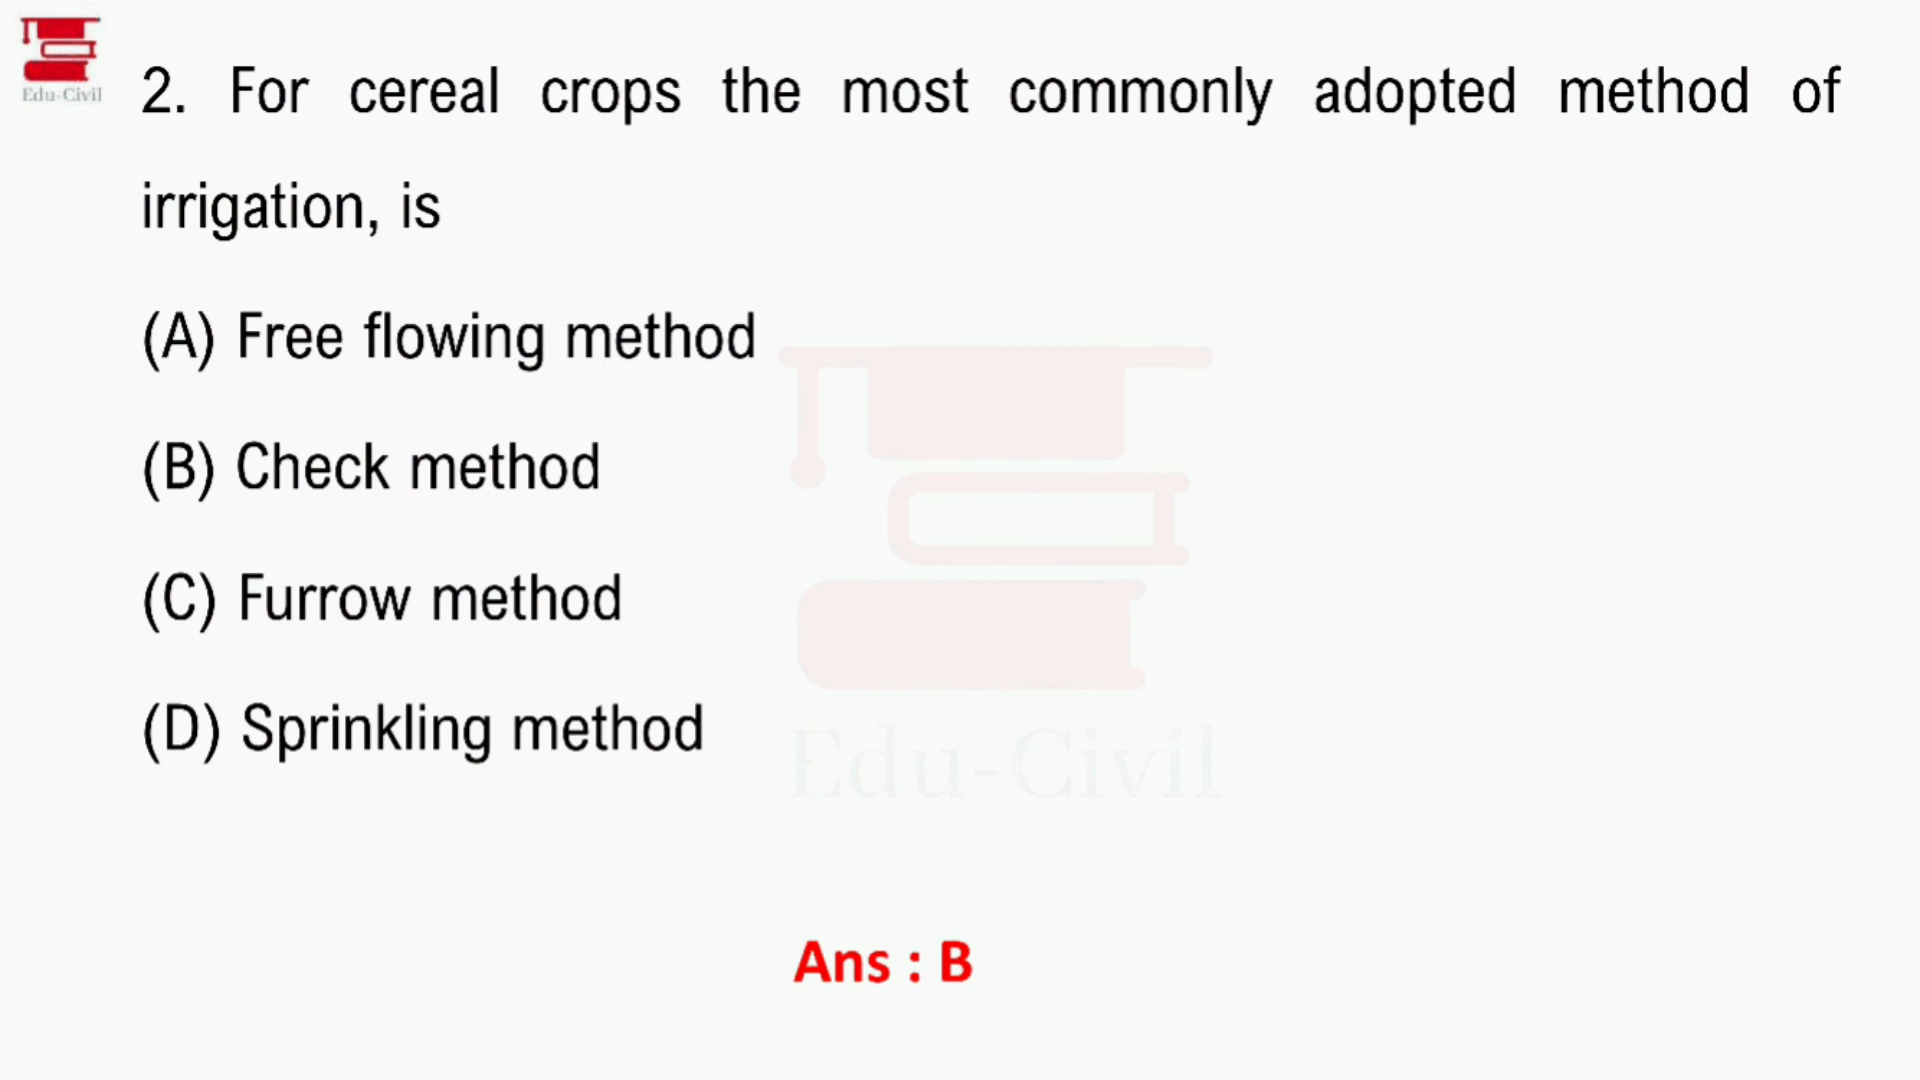 Edu-Civil
2. For cereal crops the most commonly adopted method of
irrigation, is
(A) Free flowing method
(B) Check method
(C) Furrow method
(D) Sprinkling method
Edu-Civil
Ans : B